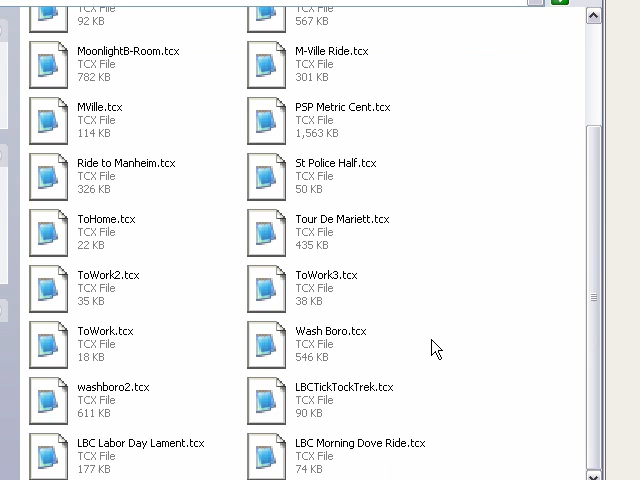 TCX File
92 KB
TCX File
567 KB
MoonlightB-Room.tcx
TCX File
782 KB
M-Ville Ride.tcx
TCX File
301 KB
MVille.tcx
TCX File
114 KB
PSP Metric Cent.tcx
TCX File
1,563 KB
Ride to Manheim.tcx
TCX File
326 KB
St Police Half.tcx
TCX File
50 KB
ToHome.tcx
TCX File
22 KB
Tour De Mariett.tcx
TCX File
435 KB
ToWork2.tcx
TCX File
35 KB
ToWork3.tcx
TCX File
38 KB
ToWork.tcx
TCX File
18 KB
Wash Boro.tcx
TCX File
546 KB
washboro2.tcx
TCX File
611 KB
LBCTickTockTrek.tcx
TCX File
90 KB
LBC Labor Day Lament.tcx
TCX File
177 KB
LBC Morning Dove Ride.tcx
TCX File
74 KB